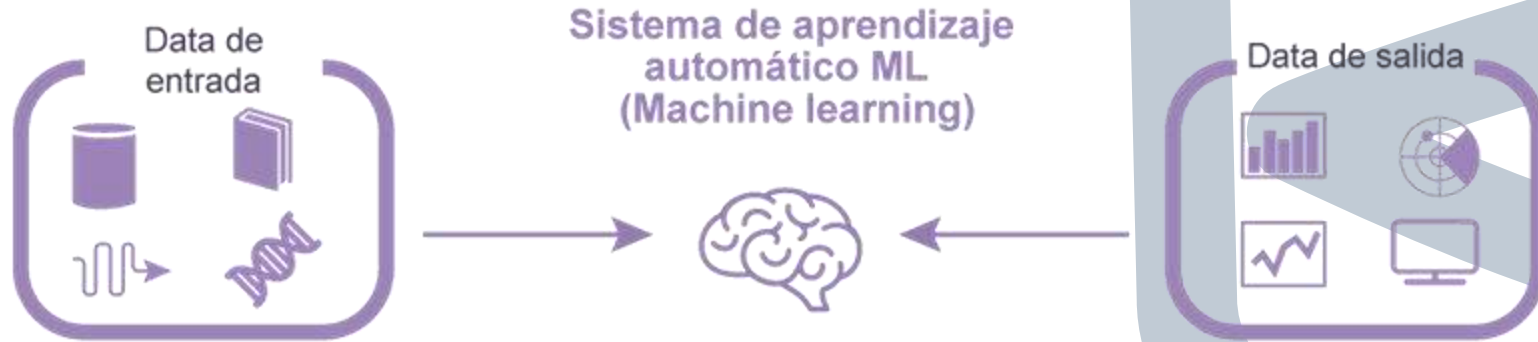 Data de
entrada
Sistema de aprendizaje
automático ML
(Machine learning)
Data de salida